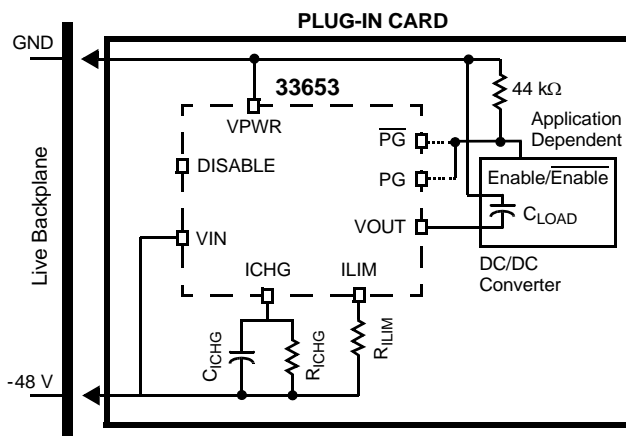 PLUG-IN CARD
GND
33653
44 kΩ
VPWR
Application
Dependent
PG
DISABLE
Enable/Enable
PG
VOUT
CLOAD
VIN
Live Backplane
ICHG
ILIM
DC/DC
Converter
CICHG
RICHG
RILIM
-48 V